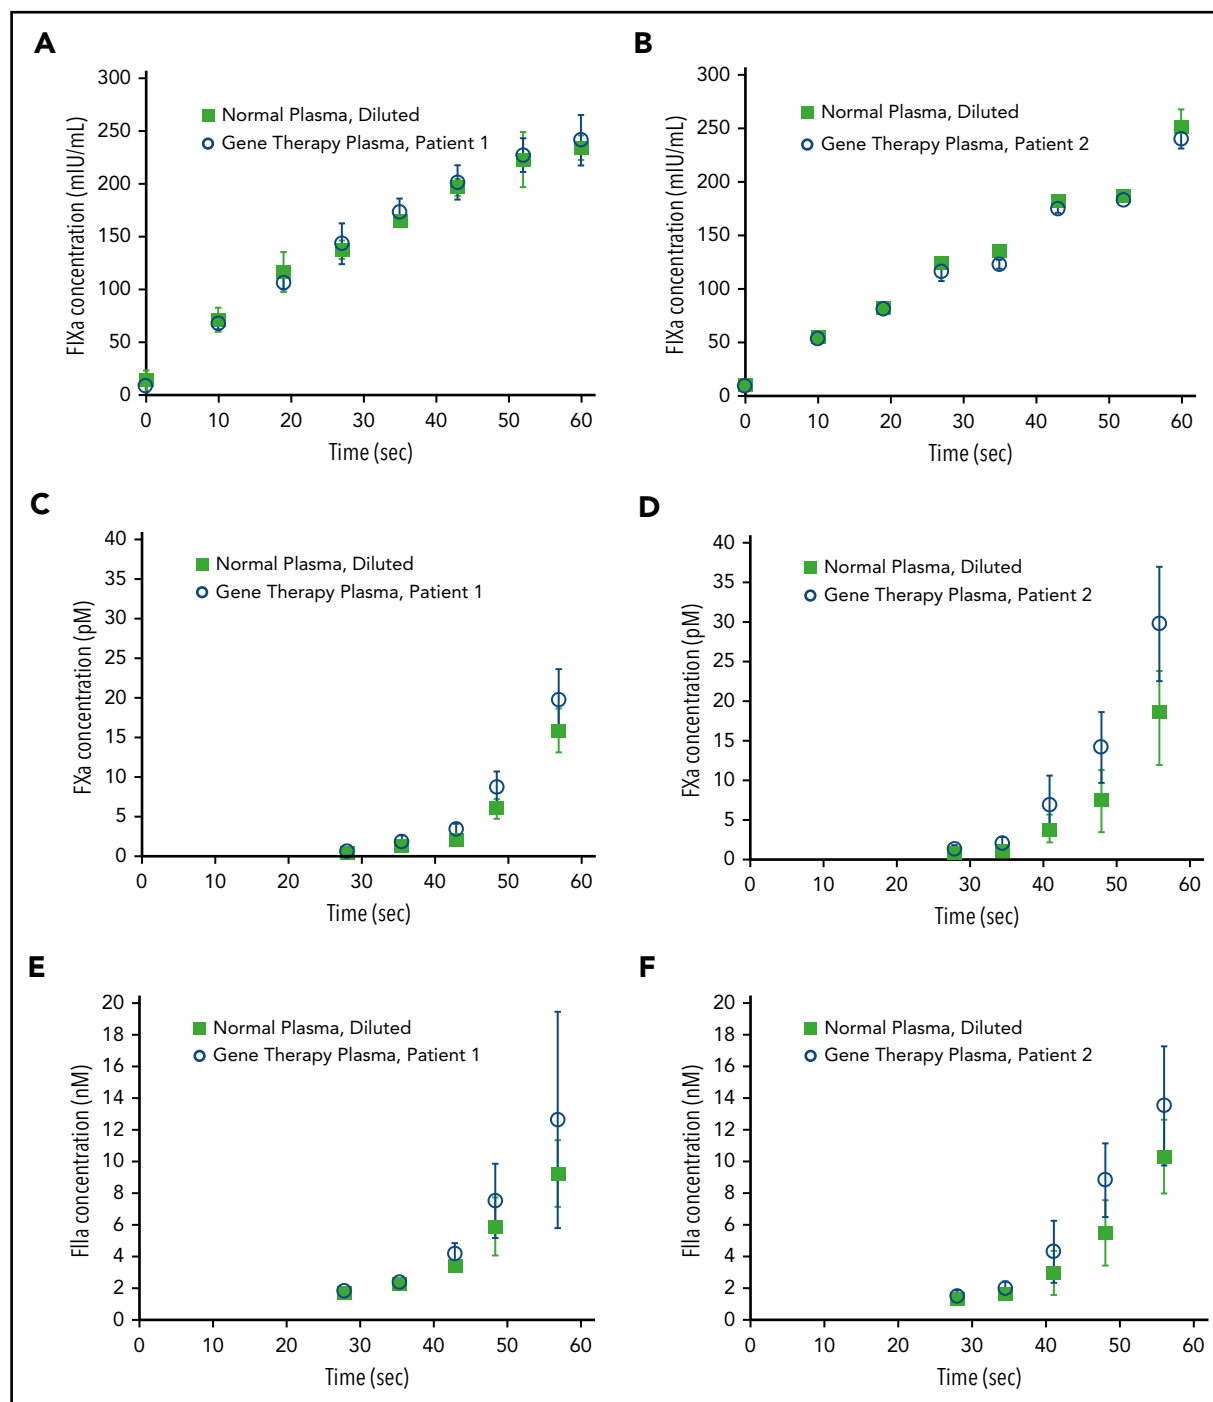 A
FIXa concentration (mIU/mL)
300
250
200
150
100
50
0
Normal Plasma, Diluted
Gene Therapy Plasma, Patient 1
0 10 20 30 40 50 60
Time (sec)
B
FIXa concentration (mIU/mL)
300
250
200
150
100
50
0
Normal Plasma, Diluted
Gene Therapy Plasma, Patient 2
0 10 20 30 40 50 60
Time (sec)
C
FXa concentration (pM)
40
35
30
25
20
15
10
5
0
Normal Plasma, Diluted
Gene Therapy Plasma, Patient 1
0 10 20 30 40 50 60
Time (sec)
D
FXa concentration (pM)
40
35
30
25
20
15
10
5
0
Normal Plasma, Diluted
Gene Therapy Plasma, Patient 2
0 10 20 30 40 50 60
Time (sec)
E
FIIa concentration (nM)
20
18
16
14
12
10
8
6
4
2
0
Normal Plasma, Diluted
Gene Therapy Plasma, Patient 1
0 10 20 30 40 50 60
Time (sec)
F
FIIa concentration (nM)
20
18
16
14
12
10
8
6
4
2
0
Normal Plasma, Diluted
Gene Therapy Plasma, Patient 2
0 10 20 30 40 50 60
Time (sec)